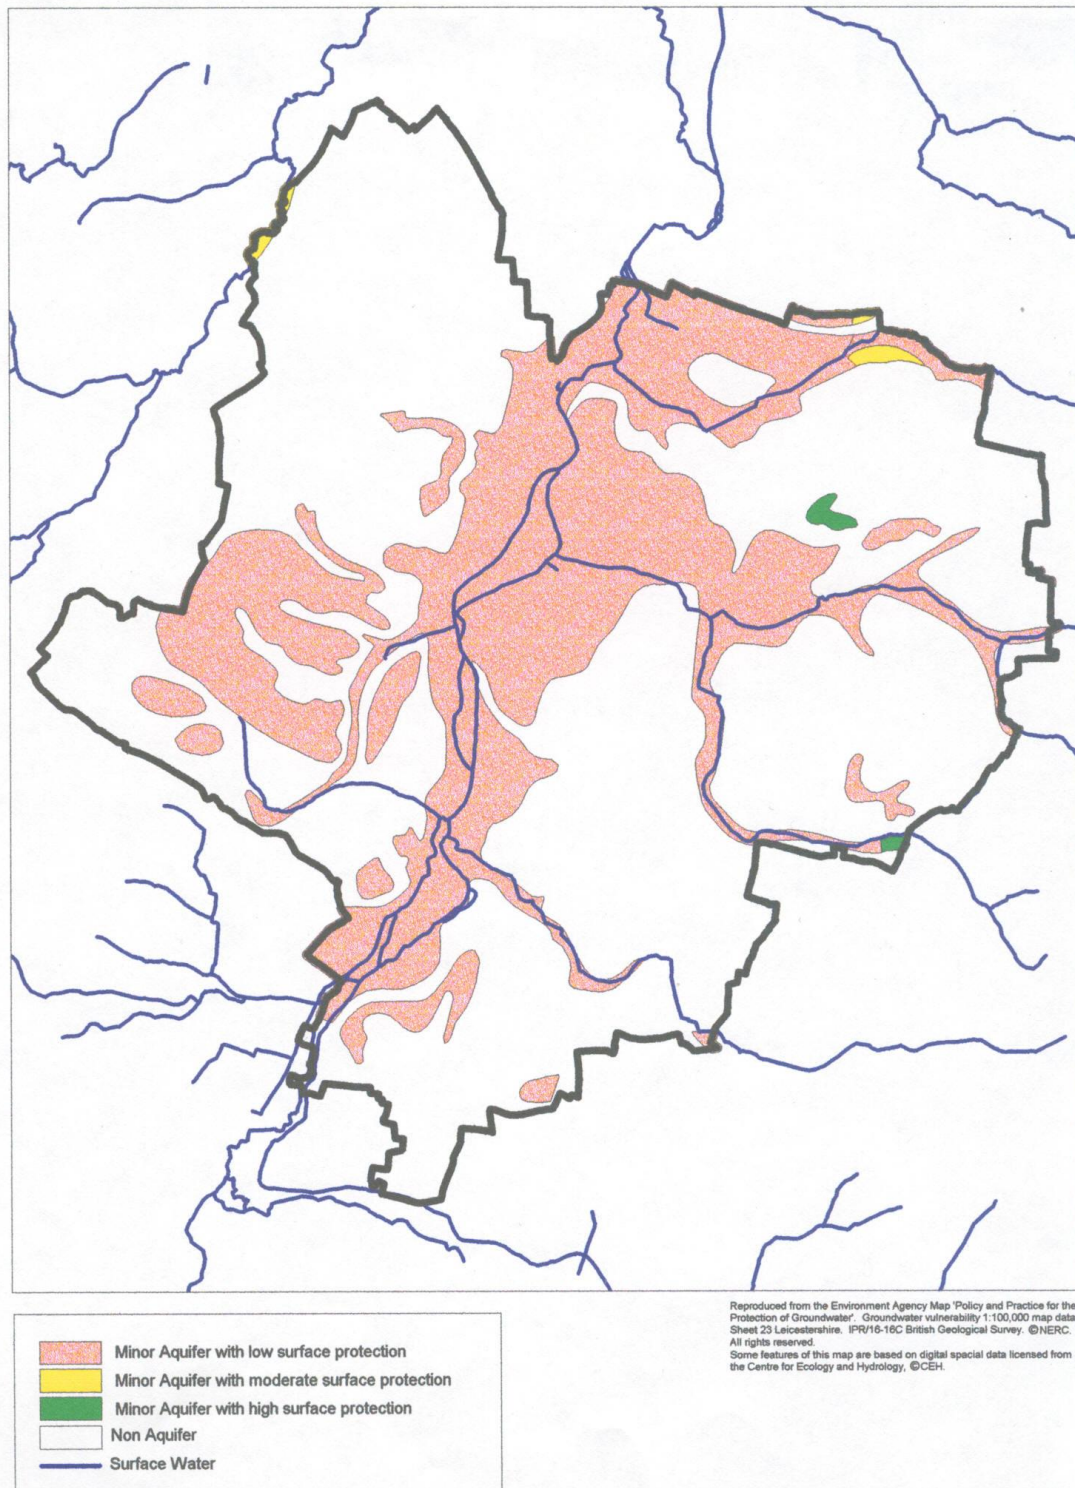 Reproduced from the Environment Agency Map 'Policy and Practice for the
Protection of Groundwater'. Groundwater vulnerability 1:100,000 map data
Sheet 23 Leicestershire. IPR/16-16C British Geological Survey. ©NERC.
All rights reserved.
Some features of this map are based on digital spacial data licensed from
the Centre for Ecology and Hydrology, ©CEH.
Minor Aquifer with low surface protection
Minor Aquifer with moderate surface protection
Minor Aquifer with high surface protection
Non Aquifer
Surface Water